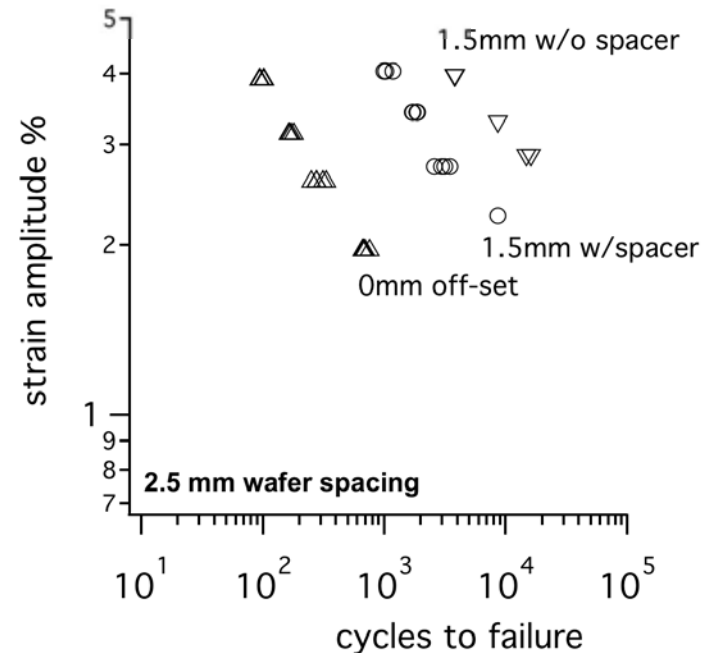 5
1.5mm w/o spacer
4
3
2
1.5mm w/spacer
0mm off-set
strain amplitude %
1
9
8
2.5 mm wafer spacing
7
10^1 10^2 10^3 10^4 10^5
cycles to failure